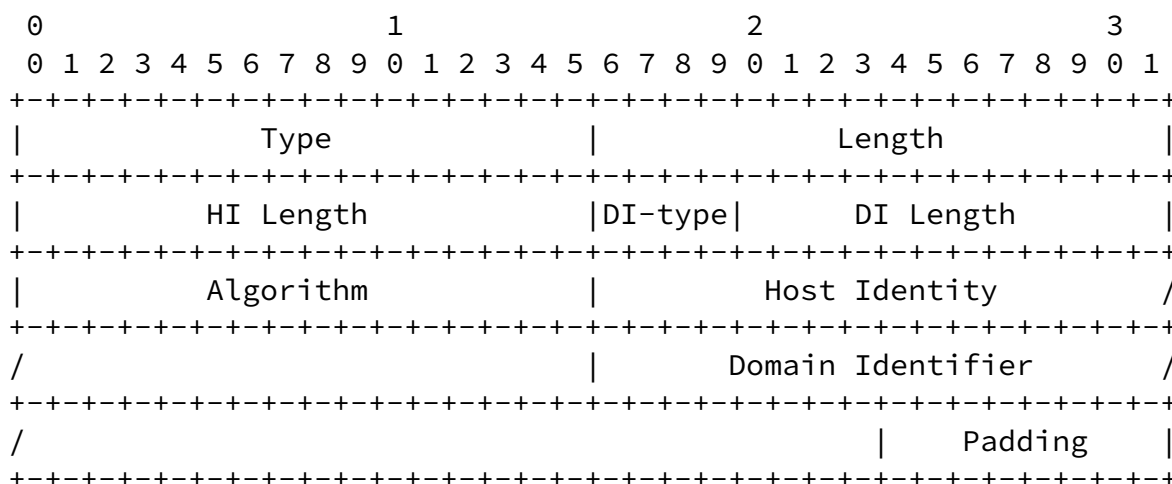 0                   1                   2                   3
 0 1 2 3 4 5 6 7 8 9 0 1 2 3 4 5 6 7 8 9 0 1 2 3 4 5 6 7 8 9 0 1
+-+-+-+-+-+-+-+-+-+-+-+-+-+-+-+-+-+-+-+-+-+-+-+-+-+-+-+-+-+-+-+-+
|             Type              |             Length            |
+-+-+-+-+-+-+-+-+-+-+-+-+-+-+-+-+-+-+-+-+-+-+-+-+-+-+-+-+-+-+-+-+
|          HI Length            |DI-type|      DI Length        |
+-+-+-+-+-+-+-+-+-+-+-+-+-+-+-+-+-+-+-+-+-+-+-+-+-+-+-+-+-+-+-+-+
|          Algorithm            |         Host Identity         /
+-+-+-+-+-+-+-+-+-+-+-+-+-+-+-+-+-+-+-+-+-+-+-+-+-+-+-+-+-+-+-+-+
/                               |       Domain Identifier       /
+-+-+-+-+-+-+-+-+-+-+-+-+-+-+-+-+-+-+-+-+-+-+-+-+-+-+-+-+-+-+-+-+
/                                               |    Padding    |
+-+-+-+-+-+-+-+-+-+-+-+-+-+-+-+-+-+-+-+-+-+-+-+-+-+-+-+-+-+-+-+-+